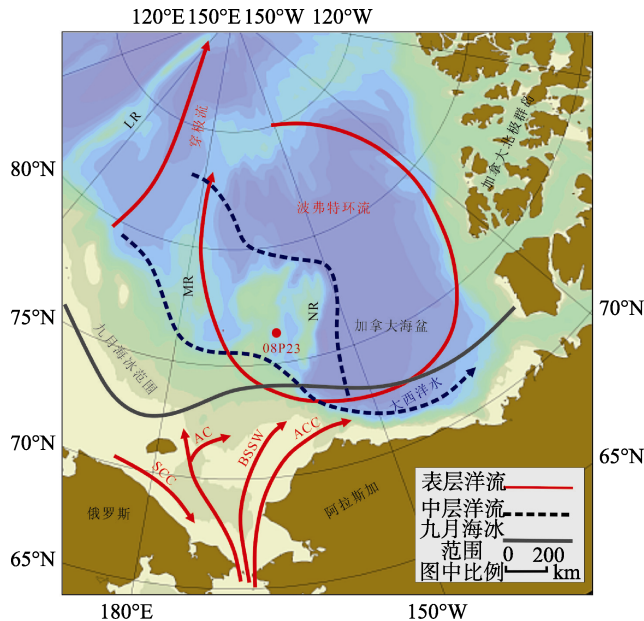 120°E 150°E 150°W 120°W
LR
穿极流
加拿大北极群岛
80°N
波弗特环流
MR
NR
加拿大海盆
08P23
75°N
70°N
九月海冰范围
大西洋水
AC
BSSW
ACC
SCC
70°N
65°N
俄罗斯
阿拉斯加
65°N
表层洋流
中层洋流
九月海冰
范围
0 200
图中比例
km
180°E
150°W